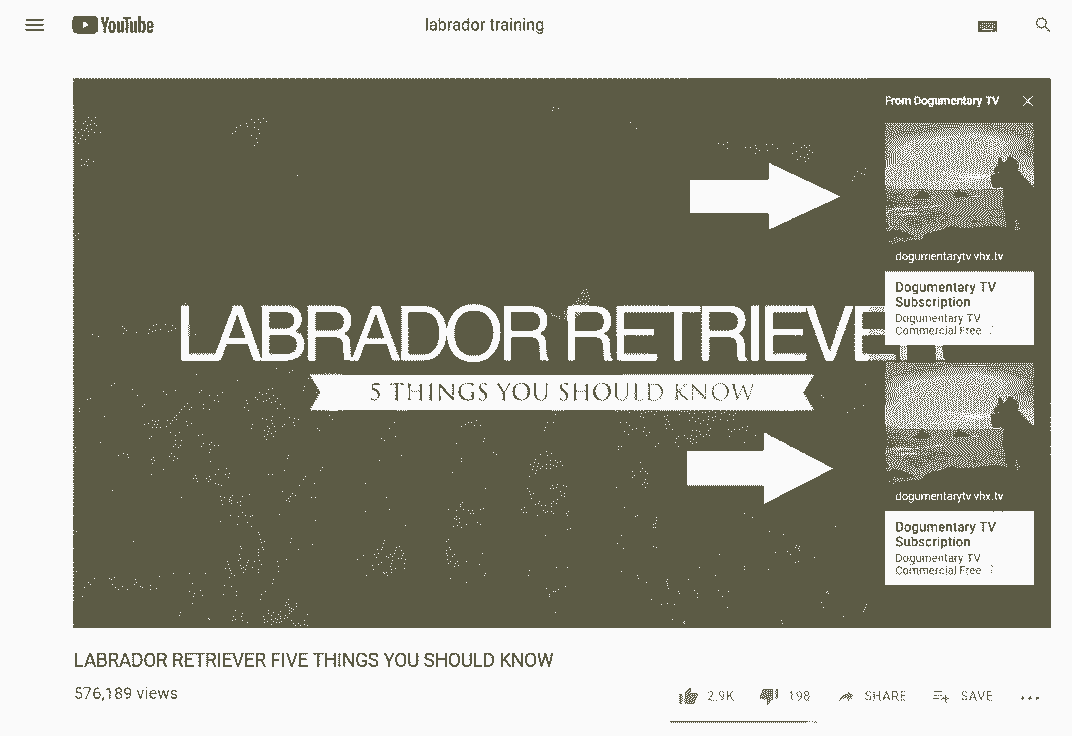 YouTube
labrador training
From Dogumentary TV
dogumentarytv.vhx.tv
Dogumentary TV
Subscription
Dogumentary TV
Commercial Free ...
LABRADOR RETRIEVER
5 THINGS YOU SHOULD KNOW
dogumentarytv.vhx.tv
Dogumentary TV
Subscription
Dogumentary TV
Commercial Free ...
LABRADOR RETRIEVER FIVE THINGS YOU SHOULD KNOW
576,189 views
2.9K
198
SHARE
SAVE